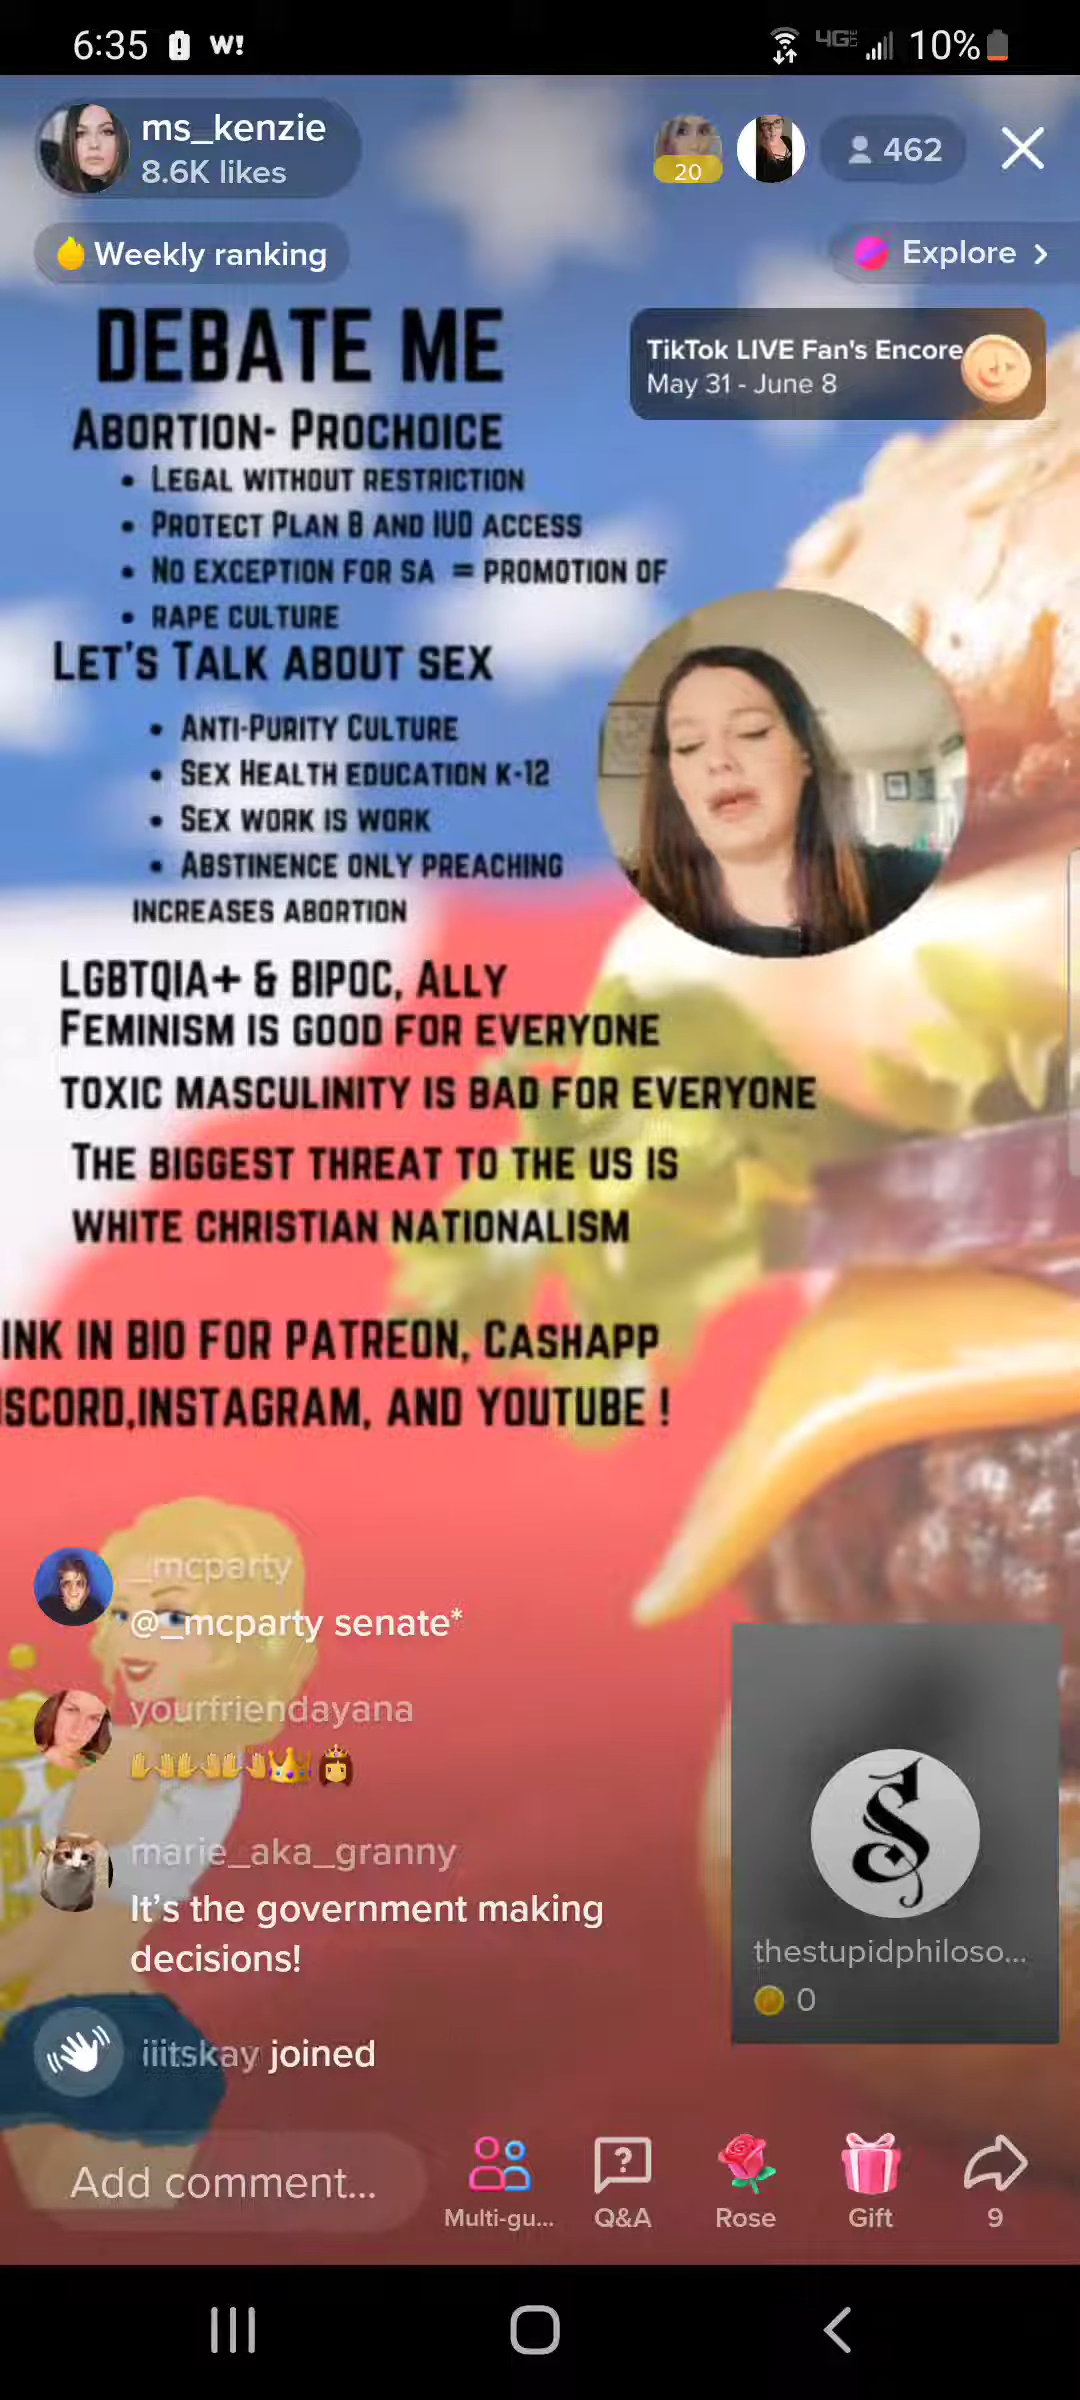 6:35 W! 4GE 10%
ms_kenzie
8.6K likes
20
462
Weekly ranking
Explore >
DEBATE ME
TikTok LIVE Fan's Encore
May 31 - June 8
ABORTION- PROCHOICE
• LEGAL WITHOUT RESTRICTION
• PROTECT PLAN B AND IUD ACCESS
• NO EXCEPTION FOR SA = PROMOTION OF
• RAPE CULTURE
LET'S TALK ABOUT SEX
• ANTI-PURITY CULTURE
• SEX HEALTH EDUCATION K-12
• SEX WORK IS WORK
• ABSTINENCE ONLY PREACHING
INCREASES ABORTION
LGBTQIA+ & BIPOC, ALLY
FEMINISM IS GOOD FOR EVERYONE
TOXIC MASCULINITY IS BAD FOR EVERYONE
THE BIGGEST THREAT TO THE US IS
WHITE CHRISTIAN NATIONALISM
INK IN BIO FOR PATREON, CASHAPP
ISCORD,INSTAGRAM, AND YOUTUBE !
_mcparty
@_mcparty senate*
yourfriendayana
marie_aka_granny
It's the government making
decisions!
S
thestupidphiloso...
0
iiitskay joined
Add comment...
Multi-gu...
Q&A
Rose
Gift
9